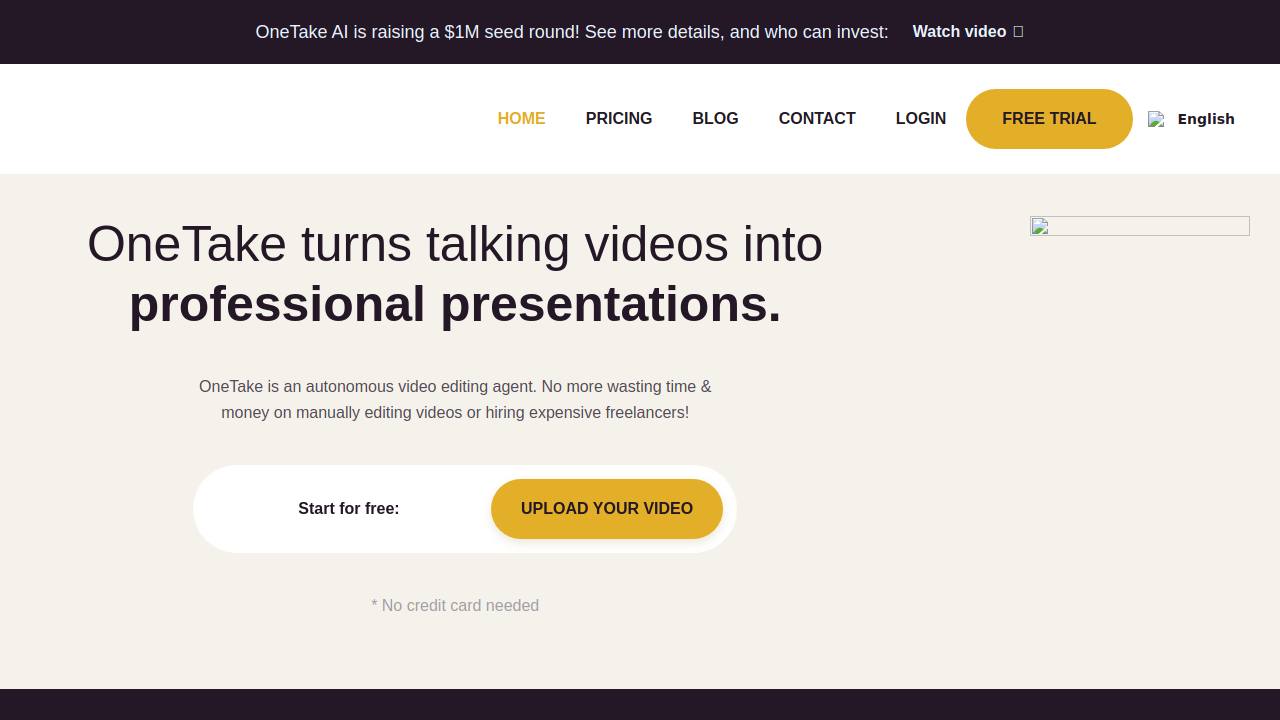 OneTake AI is raising a $1M seed round! See more details, and who can invest: Watch video
HOME PRICING BLOG CONTACT LOGIN FREE TRIAL English
OneTake turns talking videos into
professional presentations.
OneTake is an autonomous video editing agent. No more wasting time &
money on manually editing videos or hiring expensive freelancers!
Start for free: UPLOAD YOUR VIDEO
* No credit card needed